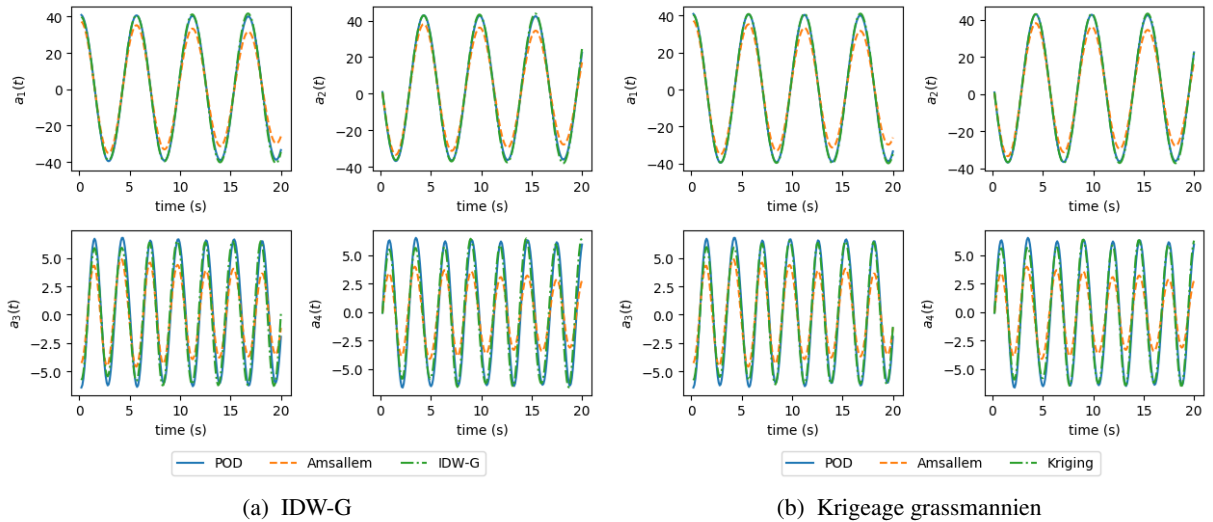 40
20
0
−20
−40
a₁(t)
0 5 10 15 20
time (s)
40
20
0
−20
−40
a₂(t)
0 5 10 15 20
time (s)
5.0
2.5
0.0
−2.5
−5.0
a₃(t)
0 5 10 15 20
time (s)
5.0
2.5
0.0
−2.5
−5.0
a₄(t)
0 5 10 15 20
time (s)
POD Amsallem IDW-G
(a) IDW-G
40
20
0
−20
−40
a₁(t)
0 5 10 15 20
time (s)
40
20
0
−20
−40
a₂(t)
0 5 10 15 20
time (s)
5.0
2.5
0.0
−2.5
−5.0
a₃(t)
0 5 10 15 20
time (s)
5.0
2.5
0.0
−2.5
−5.0
a₄(t)
0 5 10 15 20
time (s)
POD Amsallem Kriging
(b) Krigeage grassmannien